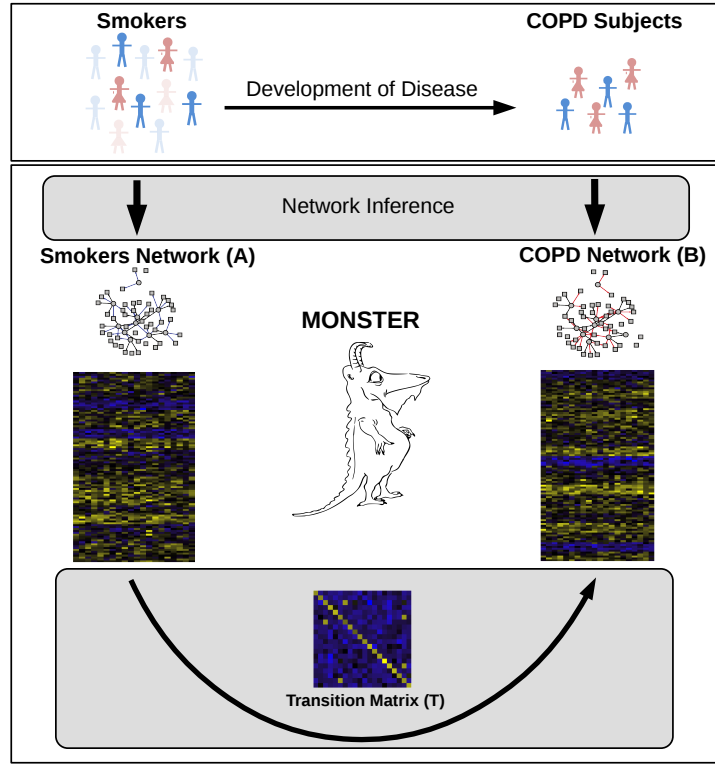 Smokers
COPD Subjects
Development of Disease
Network Inference
Smokers Network (A)
COPD Network (B)
MONSTER
Transition Matrix (T)